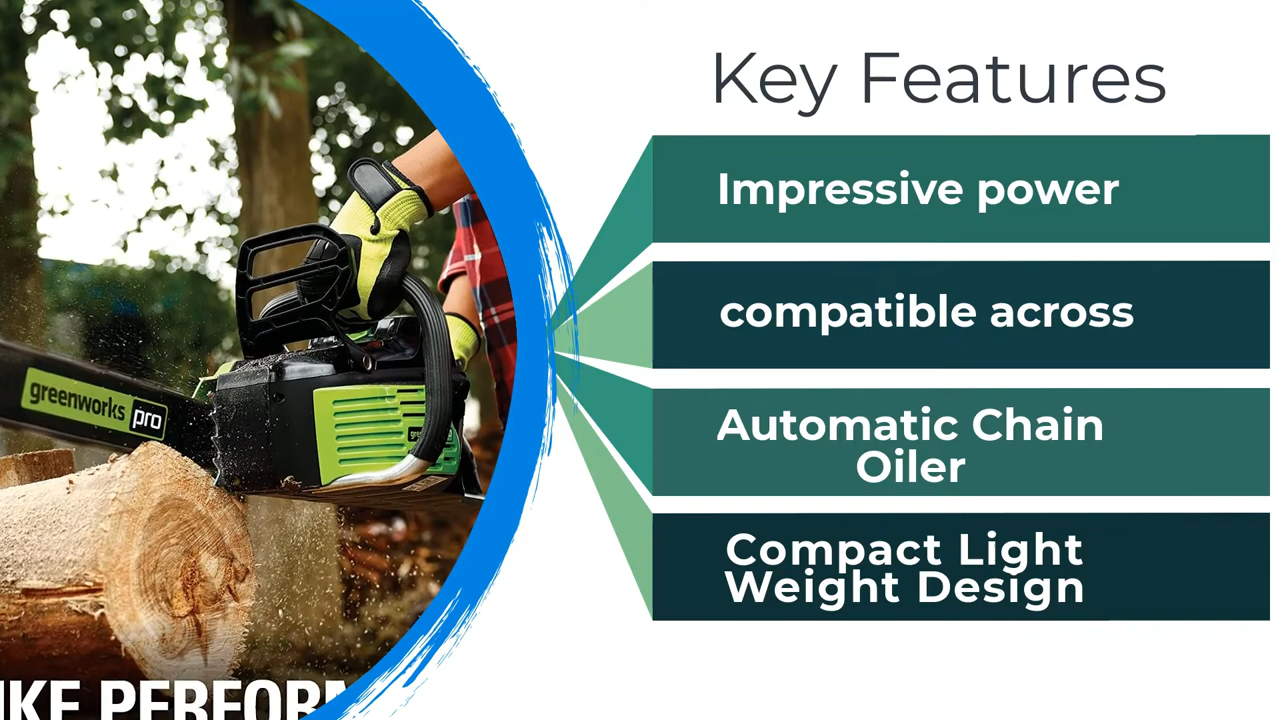 Key Features
Impressive power
compatible across
Automatic Chain
Oiler
Compact Light
Weight Design
greenworks pro